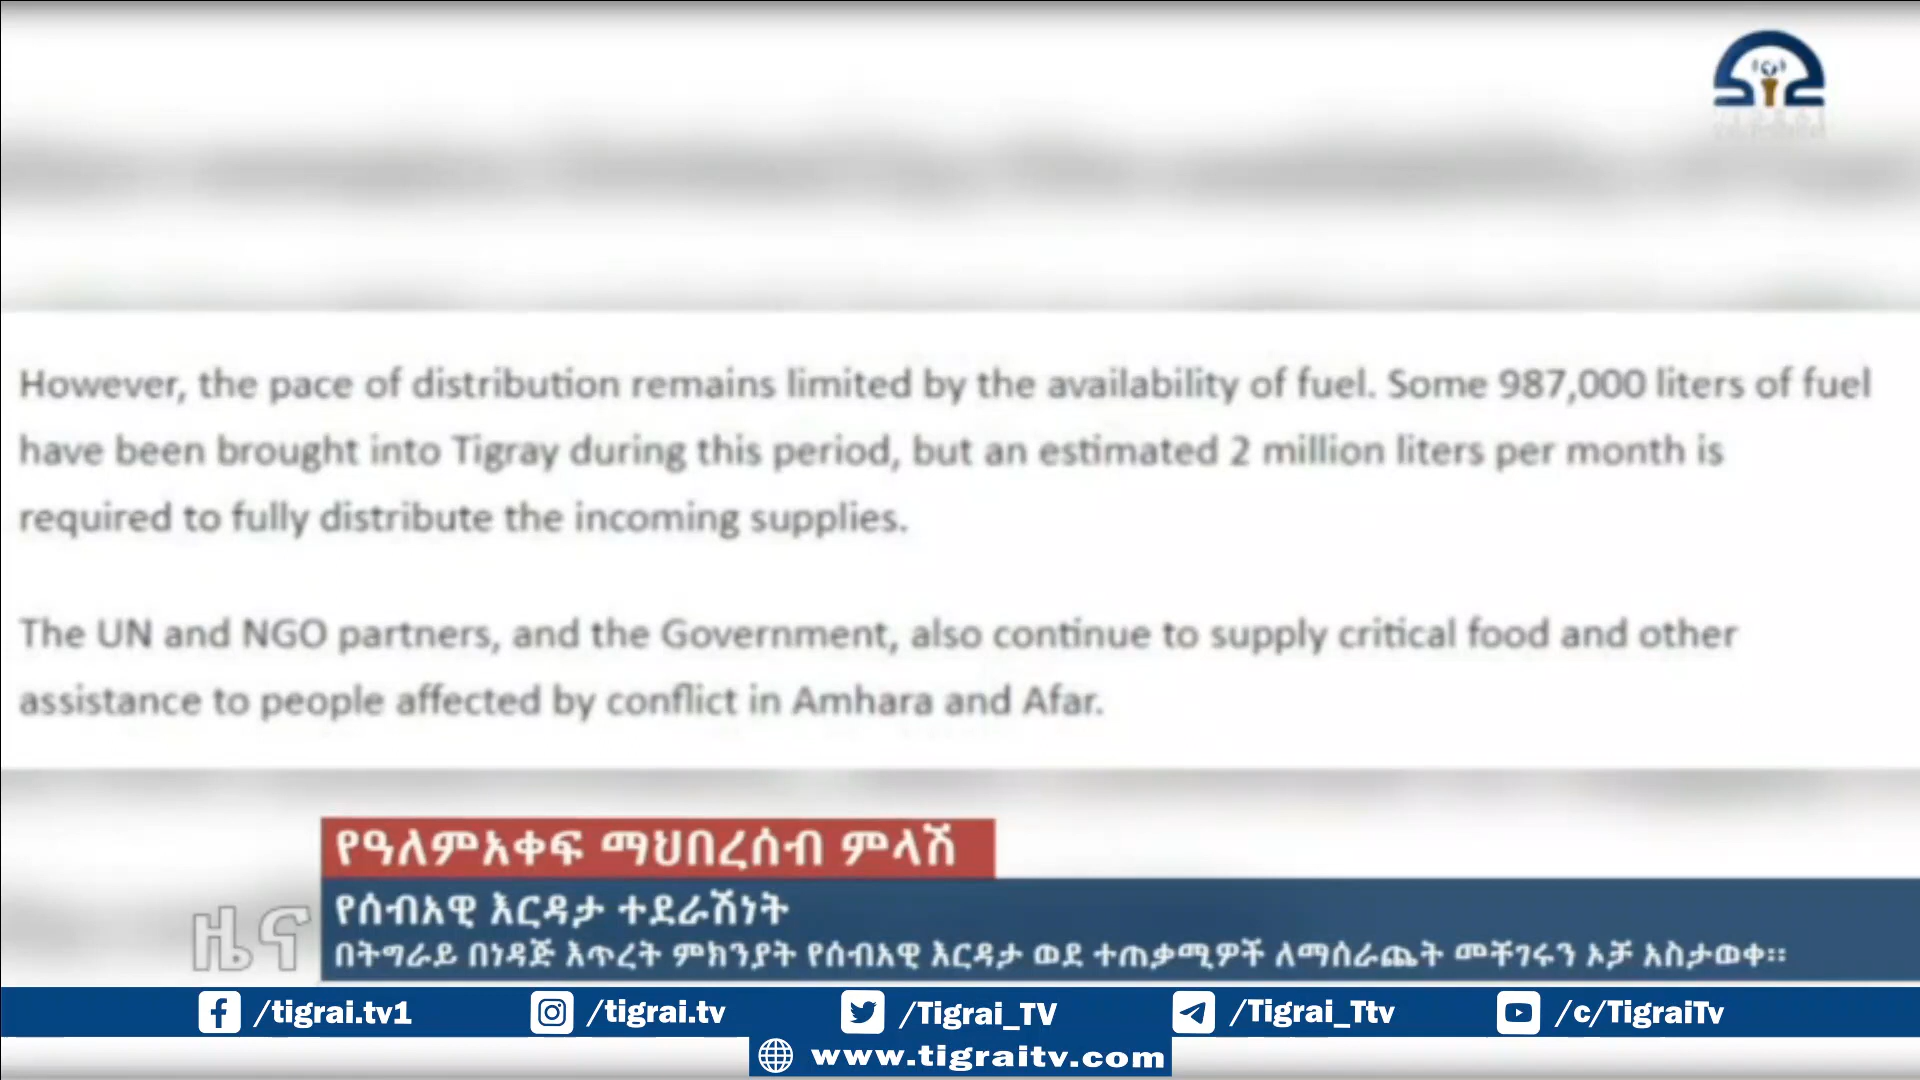 However, the pace of distribution remains limited by the availability of fuel. Some 987,000 liters of fuel
have been brought into Tigray during this period, but an estimated 2 million liters per month is
required to fully distribute the incoming supplies.
The UN and NGO partners, and the Government, also continue to supply critical food and other
assistance to people affected by conflict in Amhara and Afar.
የዓለምአቀፍ ማህበረሰብ ምላሽ
ዜና
የሰብአዊ እርዳታ ተደራሽነት
በትግራይ በነዳጅ እጥረት ምክንያት የሰብአዊ እርዳታ ወደ ተጠቃሚዎች ለማሰራጨት መቸገሩን ኦቻ አስታወቀ።
/tigrai.tv1 /tigrai.tv /Tigrai_TV /Tigrai_Ttv /c/TigraiTv
www.tigraitv.com